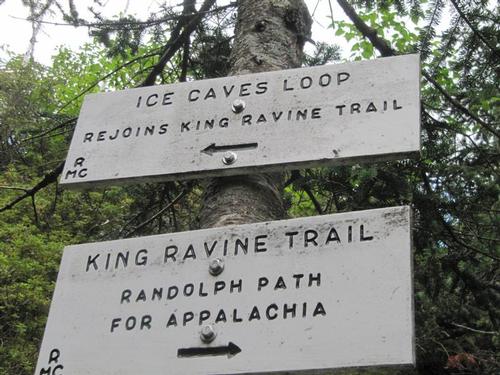 ICE CAVES LOOP
REJOINS KING RAVINE TRAIL
R
MC
KING RAVINE TRAIL
RANDOLPH PATH
FOR APPALACHIA
R
MC